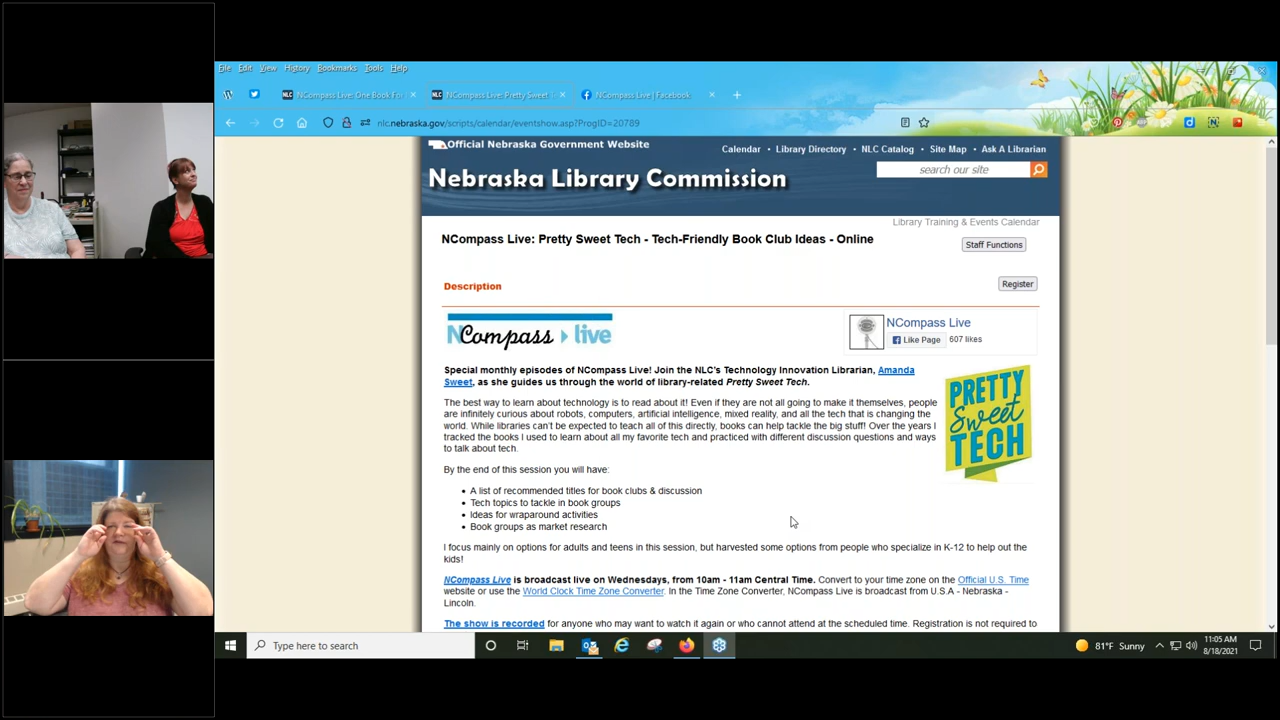 File Edit View History Bookmarks Tools Help
NCompass Live: One Book Fo
NCompass Live: Pretty Sweet T
NCompass Live | Facebook
nlc.nebraska.gov/scripts/calendar/eventshow.asp?ProgID=20789
Official Nebraska Government Website
Calendar • Library Directory • NLC Catalog • Site Map • Ask A Librarian
Nebraska Library Commission
search our site
Library Training & Events Calendar
NCompass Live: Pretty Sweet Tech - Tech-Friendly Book Club Ideas - Online
Staff Functions
Description
Register
NCompass live
NCompass Live
Like Page 607 likes
Special monthly episodes of NCompass Live! Join the NLC's Technology Innovation Librarian, Amanda
Sweet, as she guides us through the world of library-related Pretty Sweet Tech.
PRETTY
Sweet
TECH
The best way to learn about technology is to read about it! Even if they are not all going to make it themselves, people
are infinitely curious about robots, computers, artificial intelligence, mixed reality, and all the tech that is changing the
world. While libraries can't be expected to teach all of this directly, books can help tackle the big stuff! Over the years I
tracked the books I used to learn about all my favorite tech and practiced with different discussion questions and ways
to talk about tech.
By the end of this session you will have:
• A list of recommended titles for book clubs & discussion
• Tech topics to tackle in book groups
• Ideas for wraparound activities
• Book groups as market research
I focus mainly on options for adults and teens in this session, but harvested some options from people who specialize in K-12 to help out the
kids!
NCompass Live is broadcast live on Wednesdays, from 10am - 11am Central Time. Convert to your time zone on the Official U.S. Time
website or use the World Clock Time Zone Converter. In the Time Zone Converter, NCompass Live is broadcast from U.S.A - Nebraska -
Lincoln.
The show is recorded for anyone who may want to watch it again or who cannot attend at the scheduled time. Registration is not required to
Type here to search
81°F Sunny
11:05 AM
8/18/2021